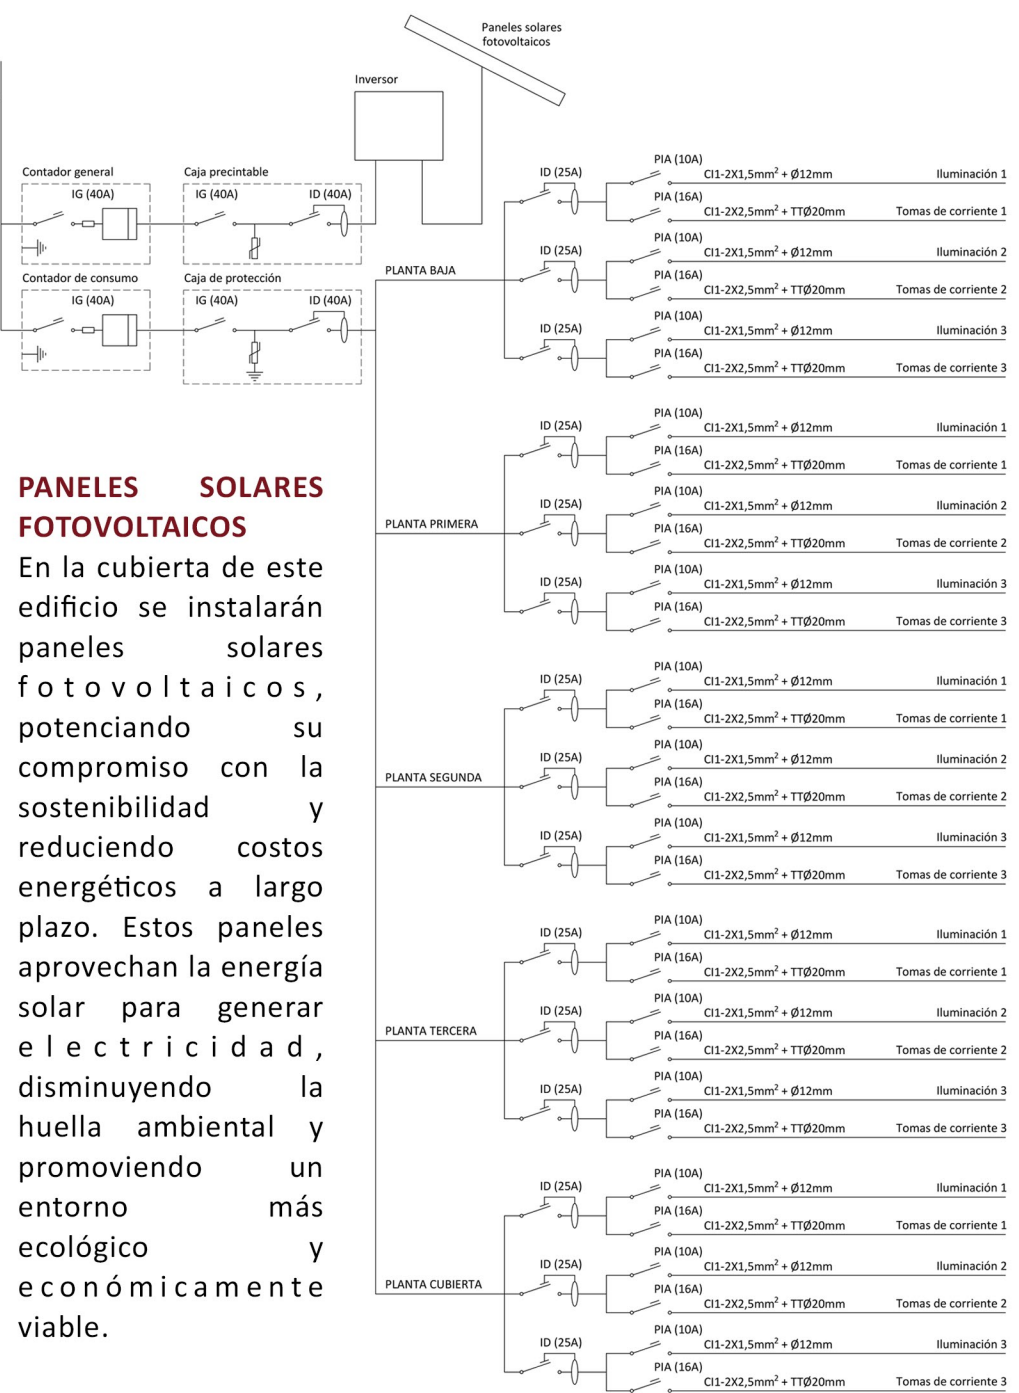 Paneles solares
fotovoltaicos
Inversor
Contador general
IG (40A)
Caja precintable
IG (40A)
ID (40A)
Contador de consumo
IG (40A)
Caja de protección
IG (40A)
ID (40A)
PANELES SOLARES
FOTOVOLTAICOS
En la cubierta de este
edificio se instalarán
paneles solares
fotovoltaicos,
potenciando su
compromiso con la
sostenibilidad y
reduciendo costos
energéticos a largo
plazo. Estos paneles
aprovechan la energía
solar para generar
electricidad,
disminuyendo la
huella ambiental y
promoviendo un
entorno más
ecológico y
económicamente
viable.
PLANTA BAJA
ID (25A)
PIA (10A)
CI1-2X1,5mm² + Ø12mm Iluminación 1
PIA (16A)
CI1-2X2,5mm² + TTØ20mm Tomas de corriente 1
ID (25A)
PIA (10A)
CI1-2X1,5mm² + Ø12mm Iluminación 2
PIA (16A)
CI1-2X2,5mm² + TTØ20mm Tomas de corriente 2
ID (25A)
PIA (10A)
CI1-2X1,5mm² + Ø12mm Iluminación 3
PIA (16A)
CI1-2X2,5mm² + TTØ20mm Tomas de corriente 3
PLANTA PRIMERA
ID (25A)
PIA (10A)
CI1-2X1,5mm² + Ø12mm Iluminación 1
PIA (16A)
CI1-2X2,5mm² + TTØ20mm Tomas de corriente 1
ID (25A)
PIA (10A)
CI1-2X1,5mm² + Ø12mm Iluminación 2
PIA (16A)
CI1-2X2,5mm² + TTØ20mm Tomas de corriente 2
ID (25A)
PIA (10A)
CI1-2X1,5mm² + Ø12mm Iluminación 3
PIA (16A)
CI1-2X2,5mm² + TTØ20mm Tomas de corriente 3
PLANTA SEGUNDA
ID (25A)
PIA (10A)
CI1-2X1,5mm² + Ø12mm Iluminación 1
PIA (16A)
CI1-2X2,5mm² + TTØ20mm Tomas de corriente 1
ID (25A)
PIA (10A)
CI1-2X1,5mm² + Ø12mm Iluminación 2
PIA (16A)
CI1-2X2,5mm² + TTØ20mm Tomas de corriente 2
ID (25A)
PIA (10A)
CI1-2X1,5mm² + Ø12mm Iluminación 3
PIA (16A)
CI1-2X2,5mm² + TTØ20mm Tomas de corriente 3
PLANTA TERCERA
ID (25A)
PIA (10A)
CI1-2X1,5mm² + Ø12mm Iluminación 1
PIA (16A)
CI1-2X2,5mm² + TTØ20mm Tomas de corriente 1
ID (25A)
PIA (10A)
CI1-2X1,5mm² + Ø12mm Iluminación 2
PIA (16A)
CI1-2X2,5mm² + TTØ20mm Tomas de corriente 2
ID (25A)
PIA (10A)
CI1-2X1,5mm² + Ø12mm Iluminación 3
PIA (16A)
CI1-2X2,5mm² + TTØ20mm Tomas de corriente 3
PLANTA CUBIERTA
ID (25A)
PIA (10A)
CI1-2X1,5mm² + Ø12mm Iluminación 1
PIA (16A)
CI1-2X2,5mm² + TTØ20mm Tomas de corriente 1
ID (25A)
PIA (10A)
CI1-2X1,5mm² + Ø12mm Iluminación 2
PIA (16A)
CI1-2X2,5mm² + TTØ20mm Tomas de corriente 2
ID (25A)
PIA (10A)
CI1-2X1,5mm² + Ø12mm Iluminación 3
PIA (16A)
CI1-2X2,5mm² + TTØ20mm Tomas de corriente 3